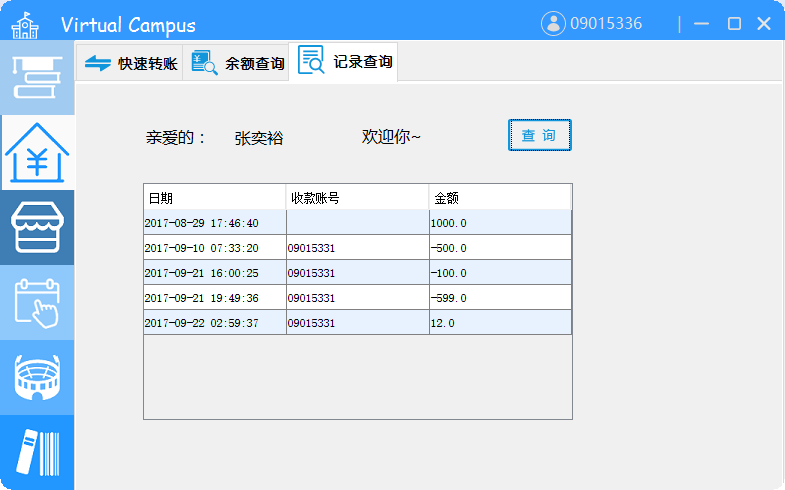 Virtual Campus 09015336
快速转账 余额查询 记录查询
亲爱的： 张奕裕 欢迎你~ 查 询
日期 收款账号 金额
2017-08-29 17:46:40 1000.0
2017-09-10 07:33:20 09015331 -500.0
2017-09-21 16:00:25 09015331 -100.0
2017-09-21 19:49:36 09015331 -599.0
2017-09-22 02:59:37 09015331 12.0